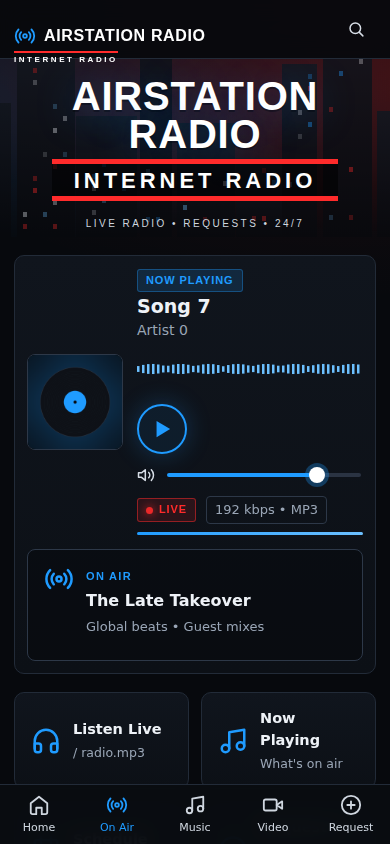 AIRSTATION RADIO
INTERNET RADIO
AIRSTATION
RADIO
INTERNET RADIO
LIVE RADIO • REQUESTS • 24/7
NOW PLAYING
Song 7
Artist 0
LIVE
192 kbps • MP3
ON AIR
The Late Takeover
Global beats • Guest mixes
Listen Live
/ radio.mp3
Now
Playing
What's on air
Home
On Air
Music
Video
Request